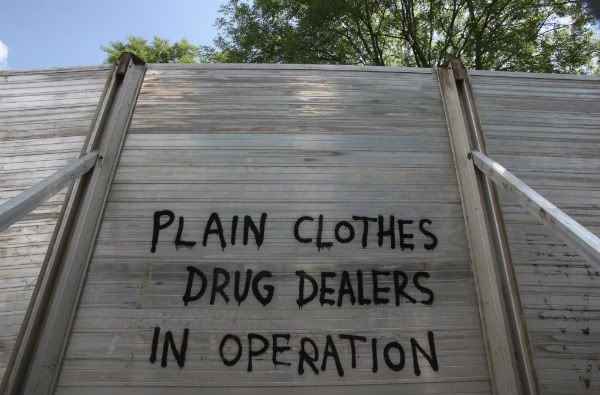 PLAIN CLOTHES
DRUG DEALERS
IN OPERATION